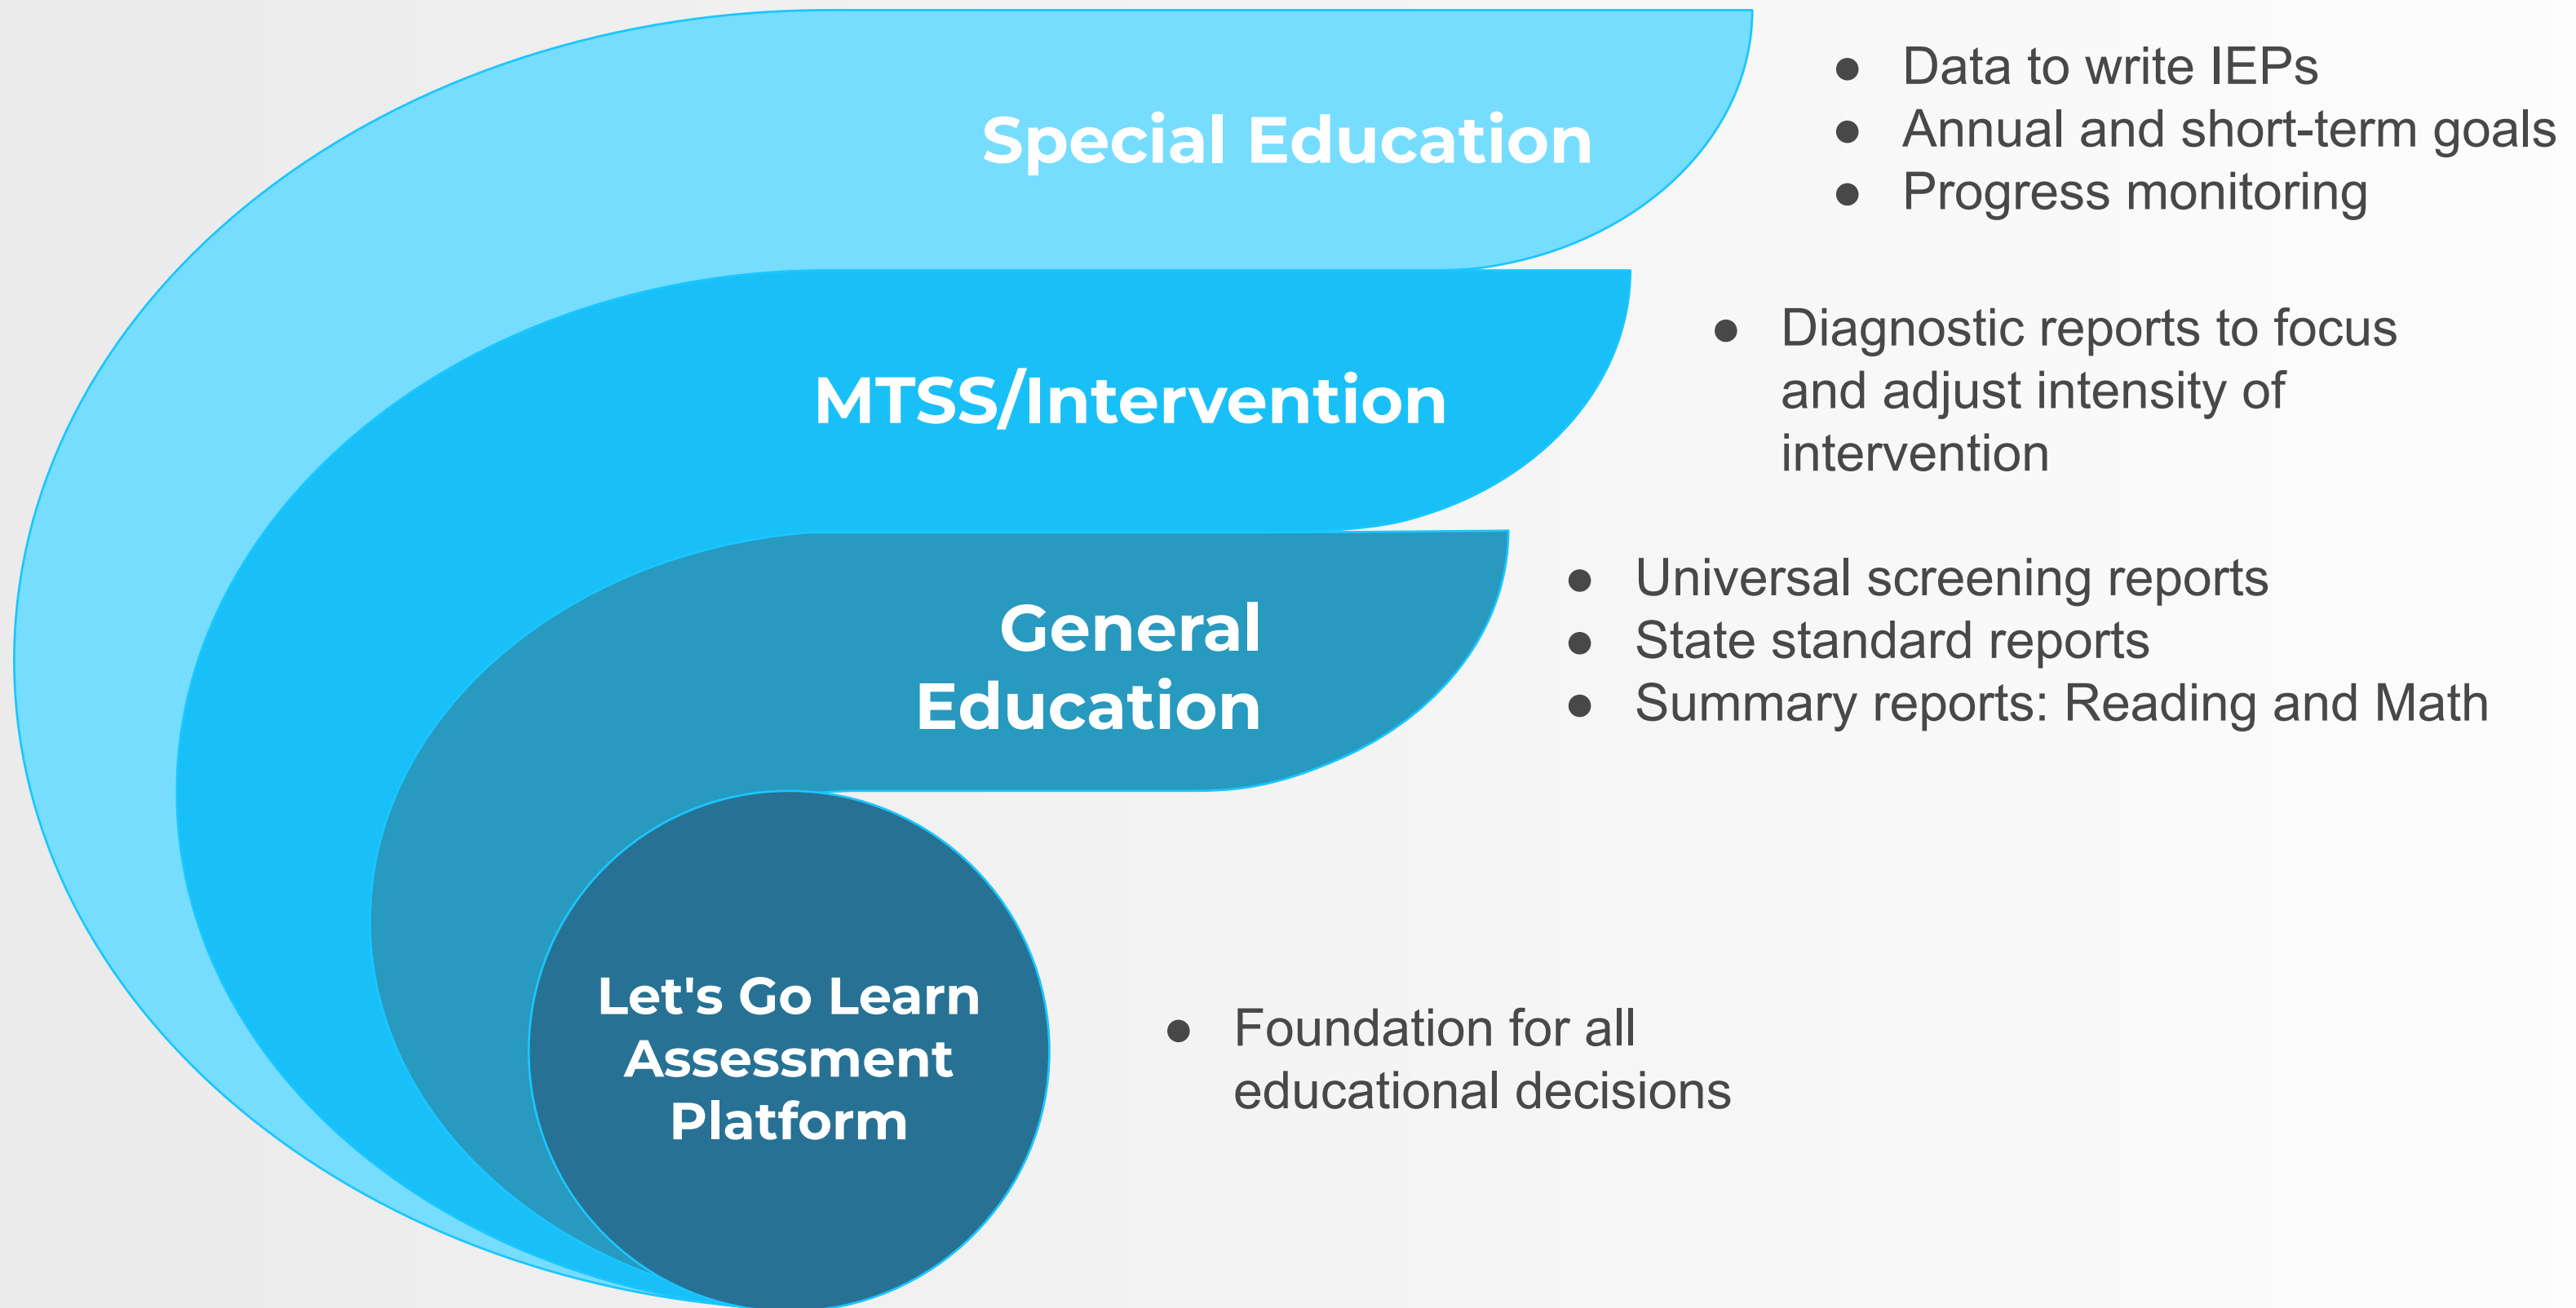 Special Education
● Data to write IEPs
● Annual and short-term goals
● Progress monitoring
MTSS/Intervention
● Diagnostic reports to focus
and adjust intensity of
intervention
General
Education
● Universal screening reports
● State standard reports
● Summary reports: Reading and Math
Let's Go Learn
Assessment
Platform
● Foundation for all
educational decisions